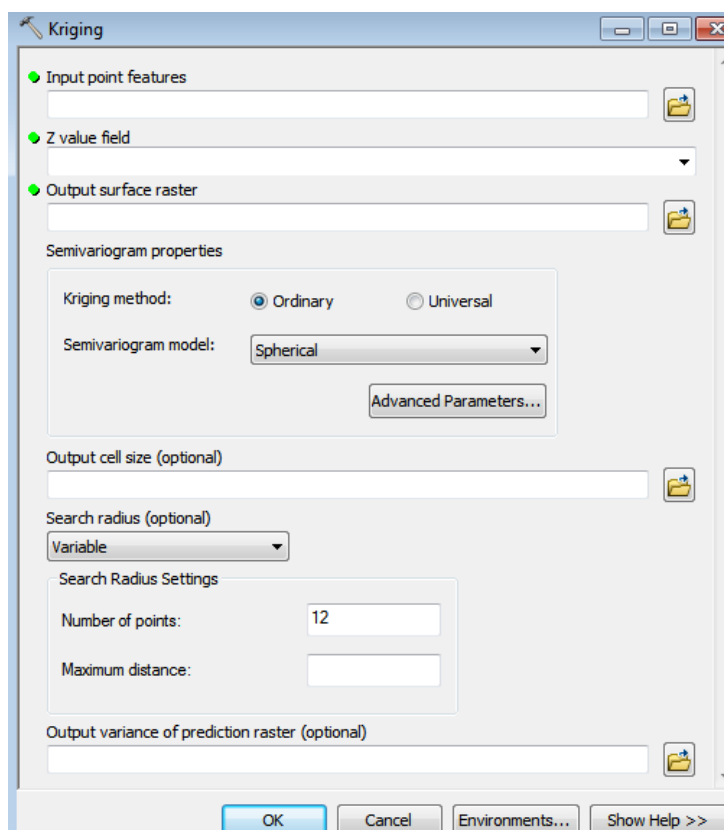 Kriging
Input point features
Z value field
Output surface raster
Semivariogram properties
Kriging method: Ordinary Universal
Semivariogram model: Spherical
Advanced Parameters...
Output cell size (optional)
Search radius (optional)
Variable
Search Radius Settings
Number of points: 12
Maximum distance:
Output variance of prediction raster (optional)
OK Cancel Environments... Show Help >>